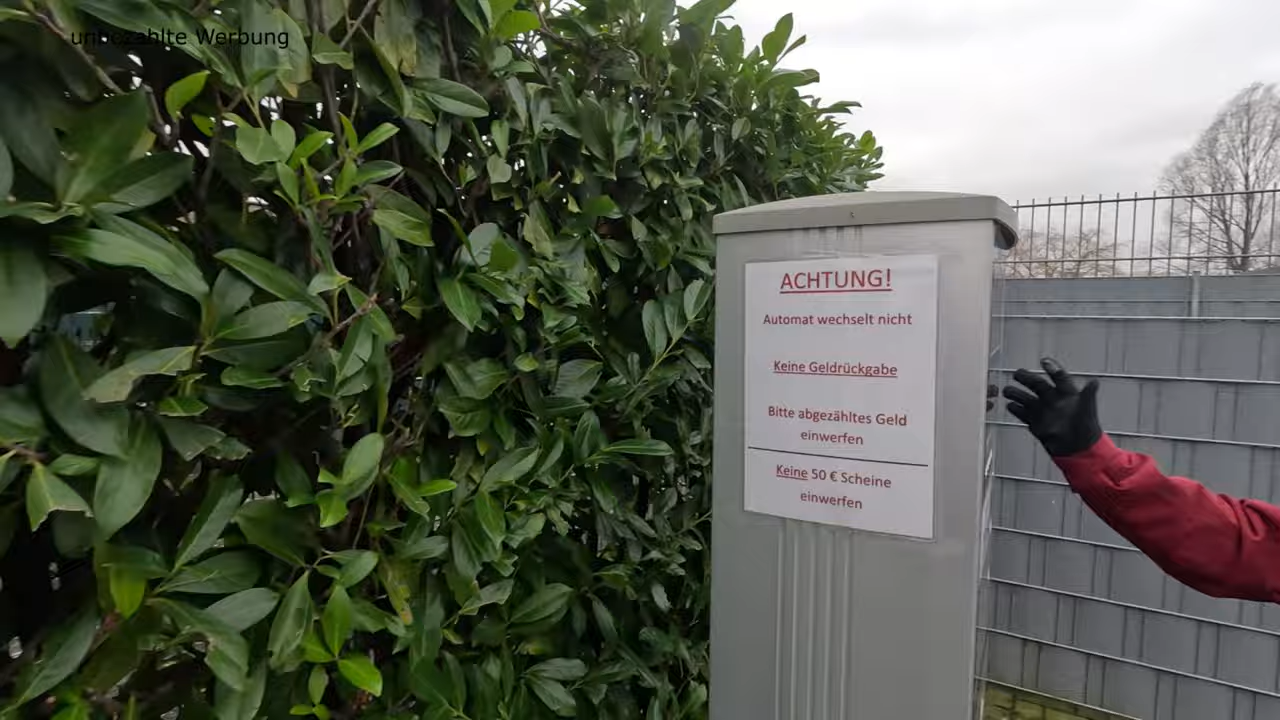 unbezahlte Werbung
ACHTUNG!
Automat wechselt nicht
Keine Geldrückgabe
Bitte abgezähltes Geld
einwerfen
Keine 50 € Scheine
einwerfen